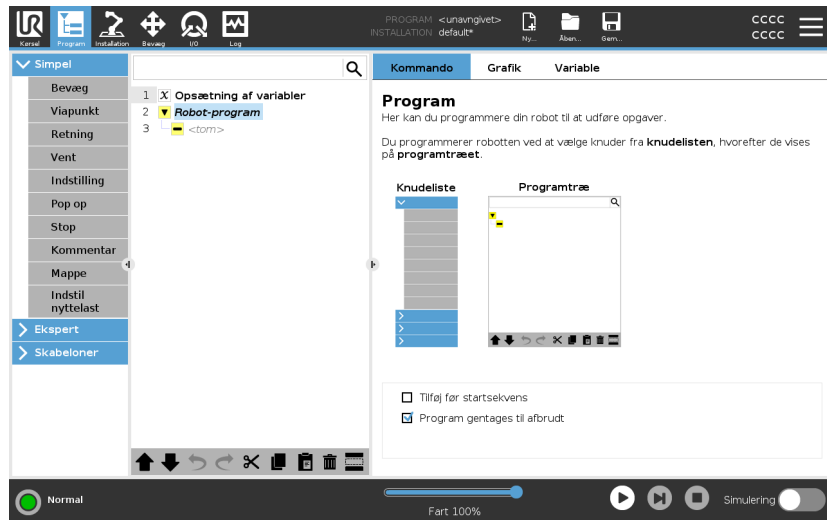 UR
PROGRAM <unavngivet>
INSTALLATION default*
Kørsel
Program
Installation
Bevæg
I/O
Log
Ny...
Åben...
Gem...
cccc
cccc
Simpel
Bevæg
Viapunkt
Retning
Vent
Indstilling
Pop op
Stop
Kommentar
Mappe
Indstil
nyttelast
Ekspert
Skabeloner
1 X Opsætning af variabler
2 Robot-program
3 <tom>
Kommando
Grafik
Variable
Program
Her kan du programmere din robot til at udføre opgaver.
Du programmerer robotten ved at vælge knuder fra knudelisten, hvorefter de vises
på programtræet.
Knudeliste
Programtræ
Tilføj før startsekvens
Program gentages til afbrudt
Normal
Fart 100%
Simulering